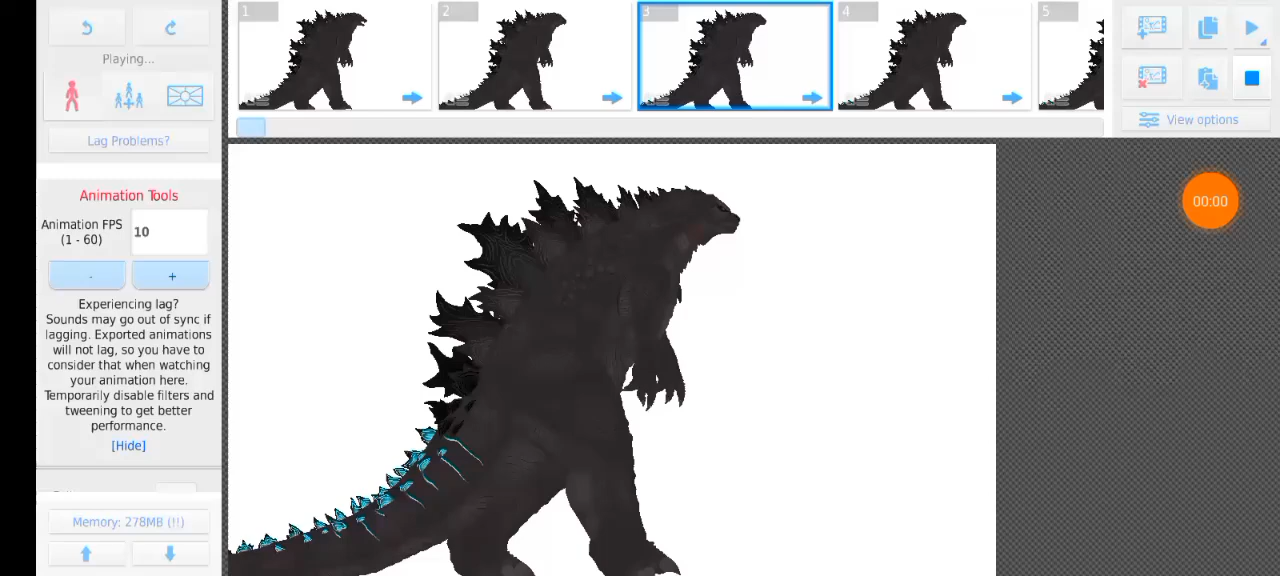 1
2
3
4
5
Playing...
Lag Problems?
Animation Tools
Animation FPS
(1 - 60)
10
-
+
Experiencing lag?
Sounds may go out of sync if
lagging. Exported animations
will not lag, so you have to
consider that when watching
your animation here.
Temporarily disable filters and
tweening to get better
performance.
[Hide]
Memory: 278MB (!!)
View options
00:00